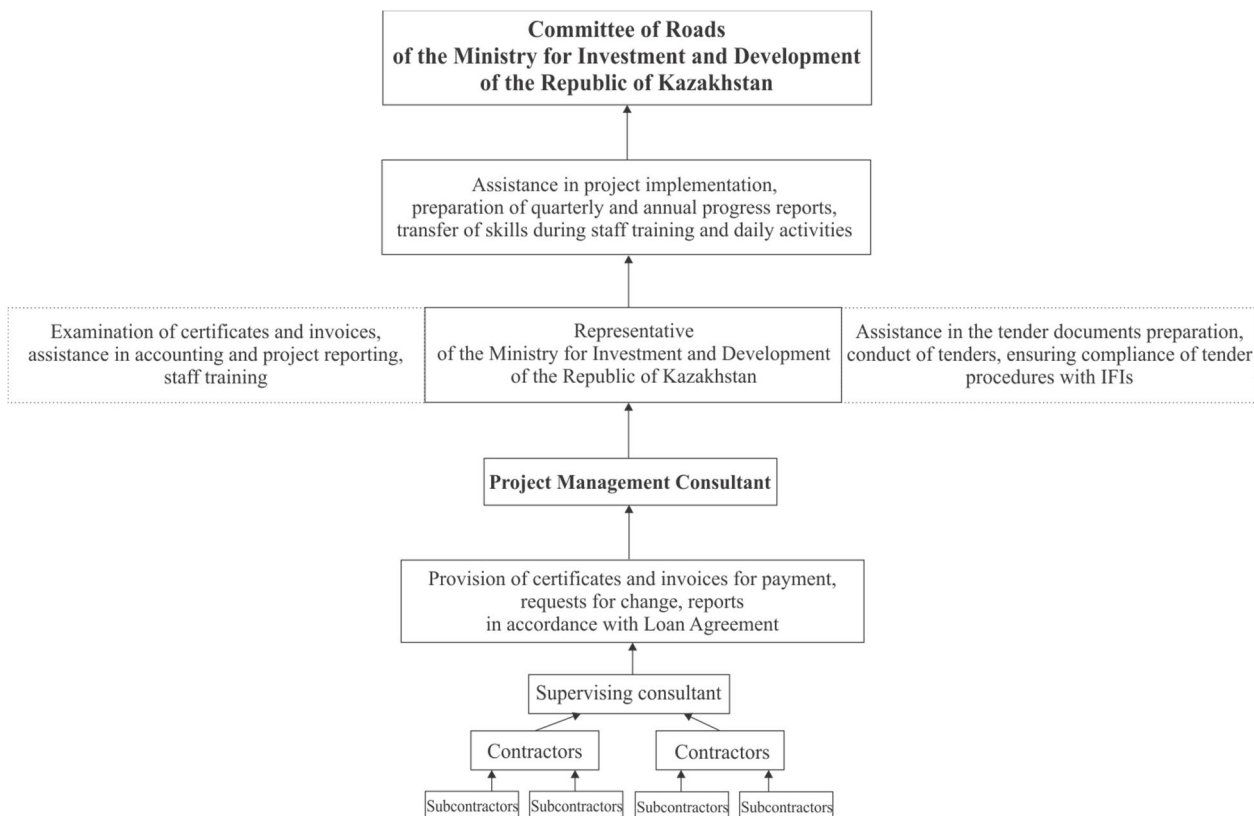 Committee of Roads
of the Ministry for Investment and Development
of the Republic of Kazakhstan
Assistance in project implementation,
preparation of quarterly and annual progress reports,
transfer of skills during staff training and daily activities
Examination of certificates and invoices,
assistance in accounting and project reporting,
staff training
Representative
of the Ministry for Investment and Development
of the Republic of Kazakhstan
Assistance in the tender documents preparation,
conduct of tenders, ensuring compliance of tender
procedures with IFIs
Project Management Consultant
Provision of certificates and invoices for payment,
requests for change, reports
in accordance with Loan Agreement
Supervising consultant
Contractors
Contractors
Subcontractors
Subcontractors
Subcontractors
Subcontractors